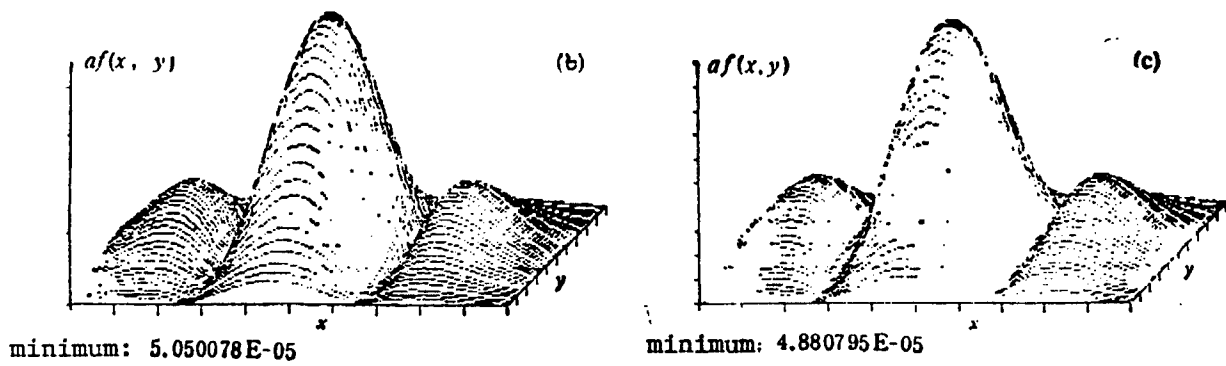 af(x, y)
(b)
x
y
minimum: 5.050078E-05
af(x,y)
(c)
x
y
minimum: 4.880795E-05